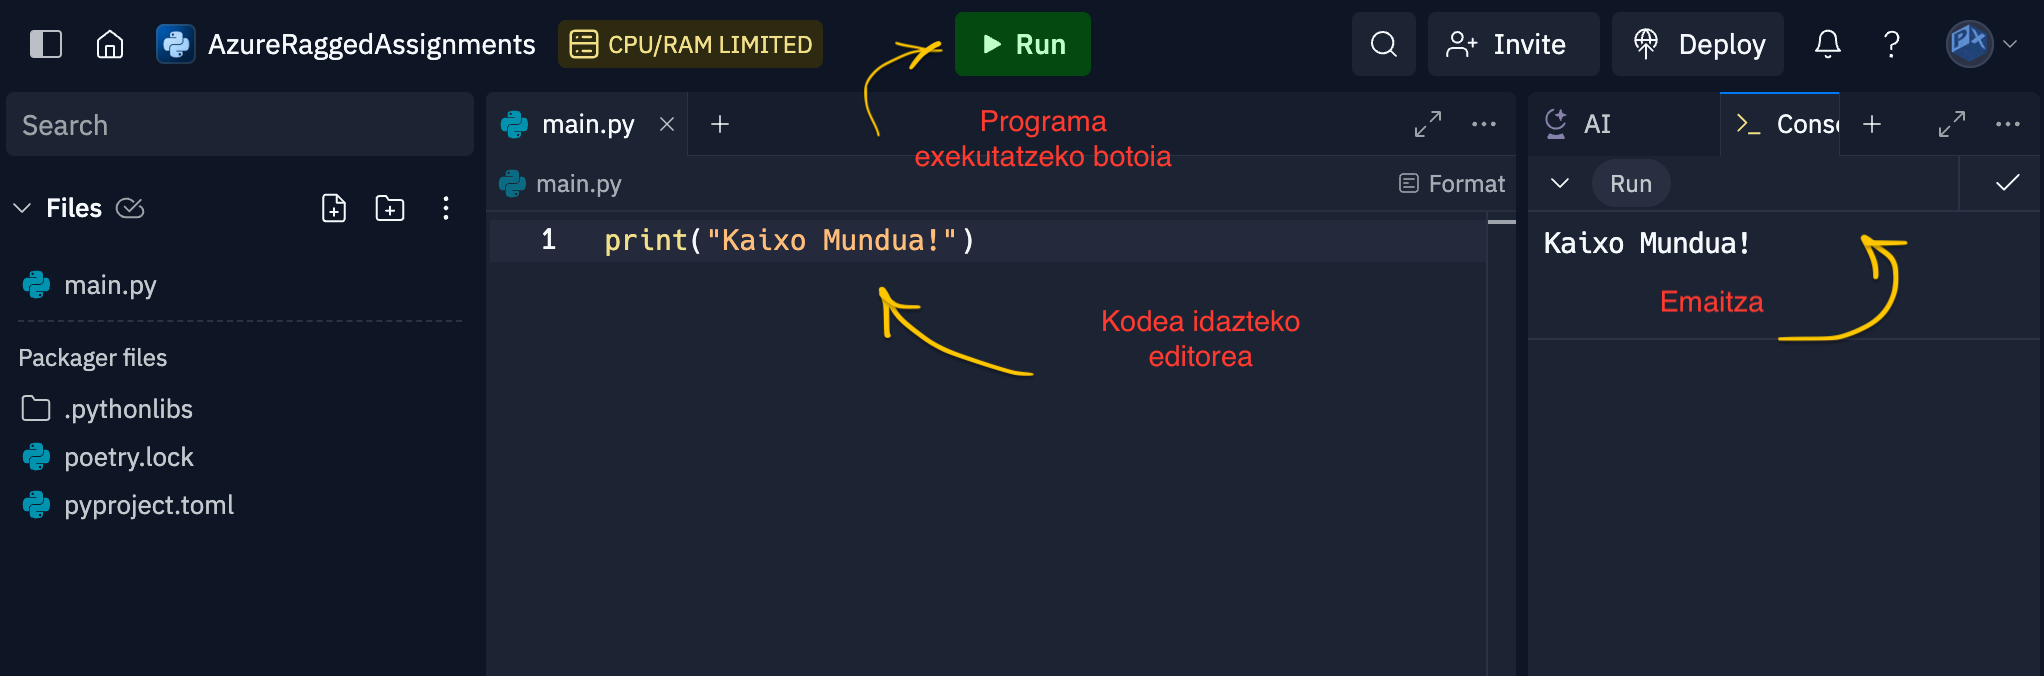 AzureRaggedAssignments
CPU/RAM LIMITED
Run
Invite
Deploy
Search
Files
main.py
Packager files
.pythonlibs
poetry.lock
pyproject.toml
main.py
Programa
exekutatzeko botoia
main.py
Format
1 print("Kaixo Mundua!")
Kodea idazteko
editorea
AI
>_ Conso
Run
Kaixo Mundua!
Emaitza